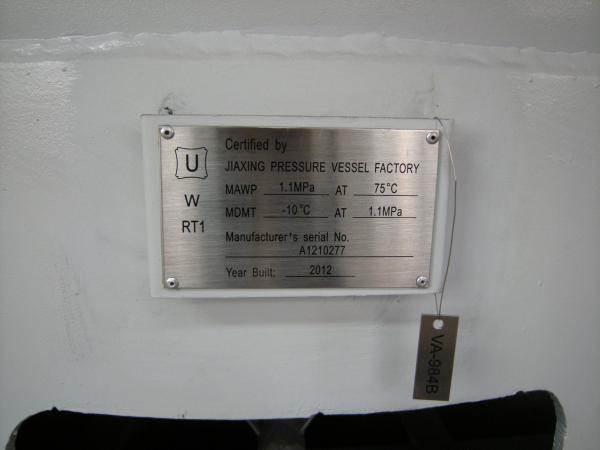 Certified by
U
JIAXING PRESSURE VESSEL FACTORY
MAWP 1.1MPa AT 75°C
W
MDMT -10°C AT 1.1MPa
RT1
Manufacturer's serial No.
A1210277
Year Built: 2012
VA-984B